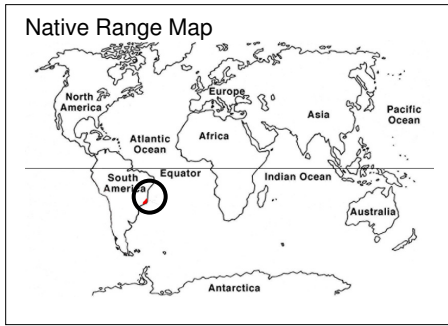 Native Range Map
North
America
Europe
Asia
Pacific
Ocean
Atlantic
Ocean
Africa
Equator
South
America
Indian Ocean
Australia
Antarctica